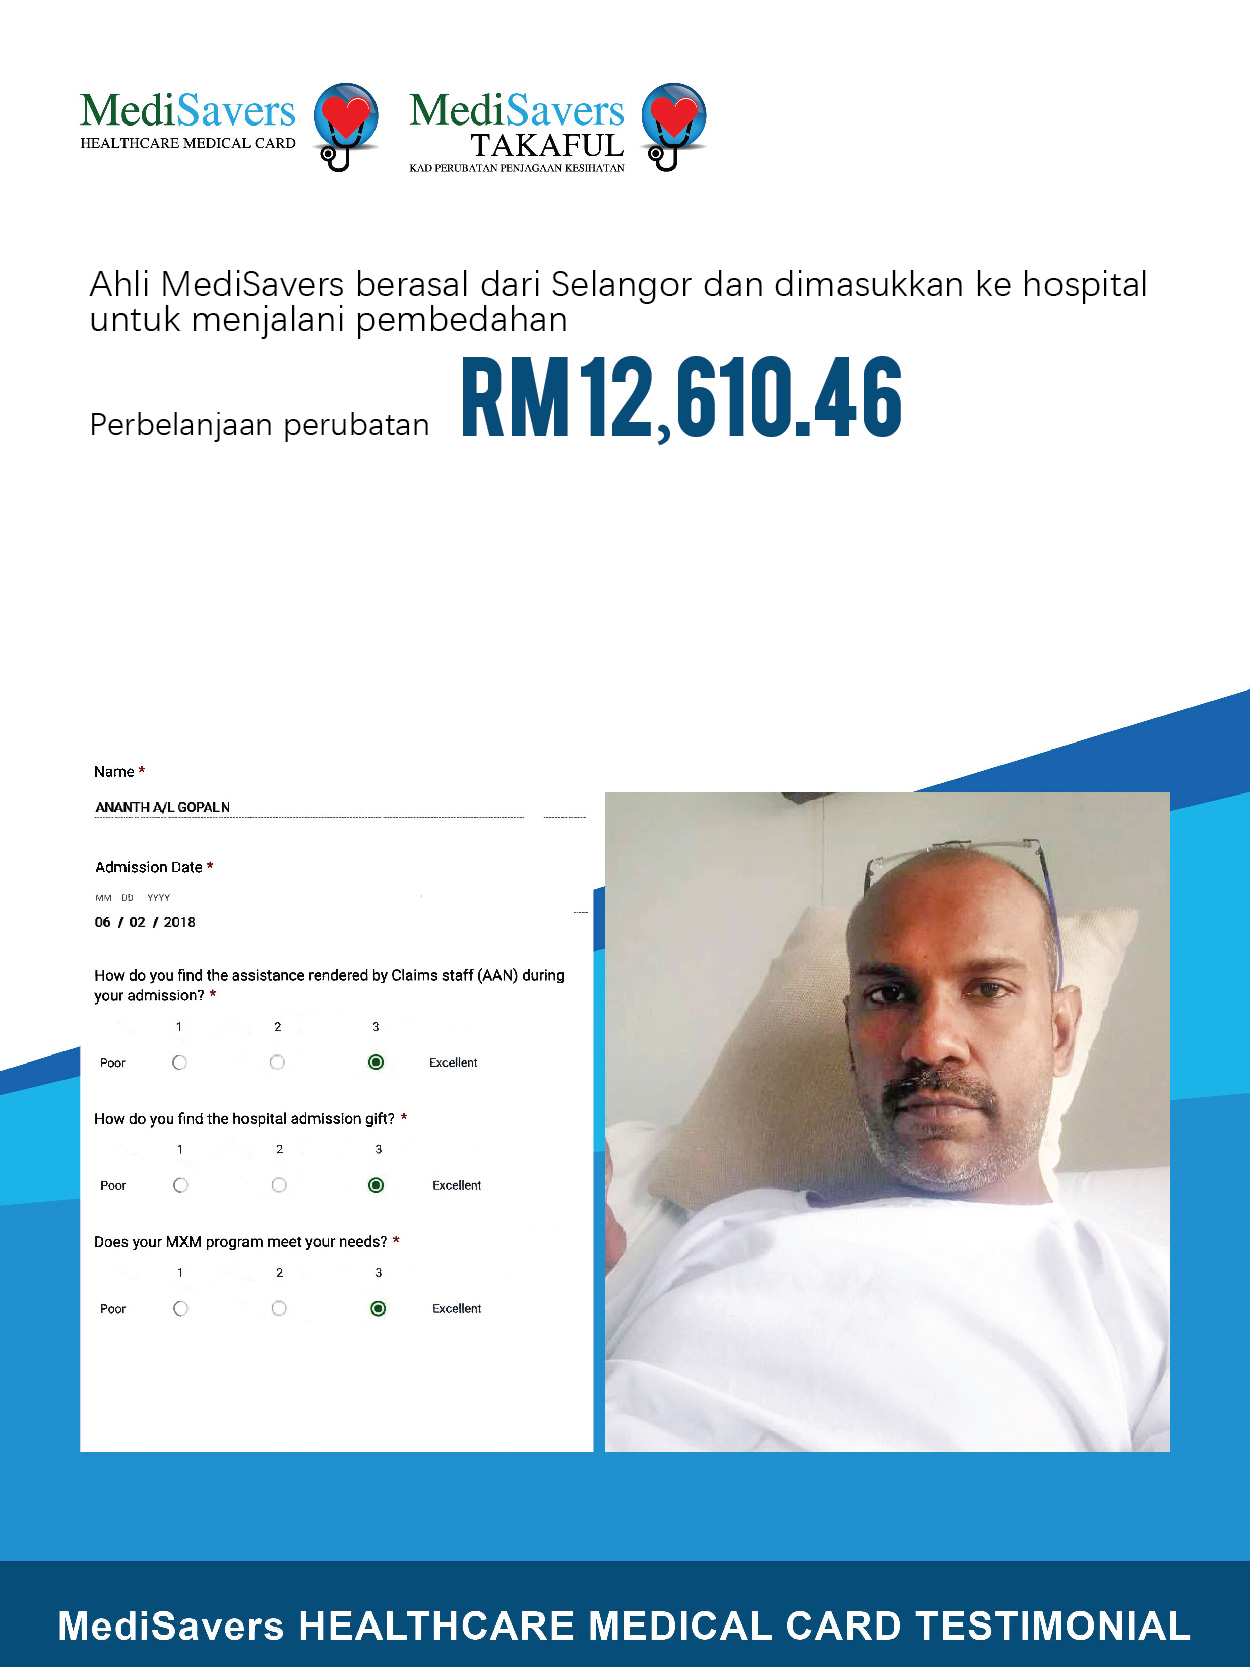 MediSavers
HEALTHCARE MEDICAL CARD
MediSavers
TAKAFUL
KAD PERUBATAN PENJAGAAN KESIHATAN
Ahli MediSavers berasal dari Selangor dan dimasukkan ke hospital
untuk menjalani pembedahan
Perbelanjaan perubatan RM12,610.46
Name *
ANANTH A/L GOPALN
Admission Date *
MM DD YYYY
06 / 02 / 2018
How do you find the assistance rendered by Claims staff (AAN) during
your admission? *
1 2 3
Poor Excellent
How do you find the hospital admission gift? *
1 2 3
Poor Excellent
Does your MXM program meet your needs? *
1 2 3
Poor Excellent
MediSavers HEALTHCARE MEDICAL CARD TESTIMONIAL